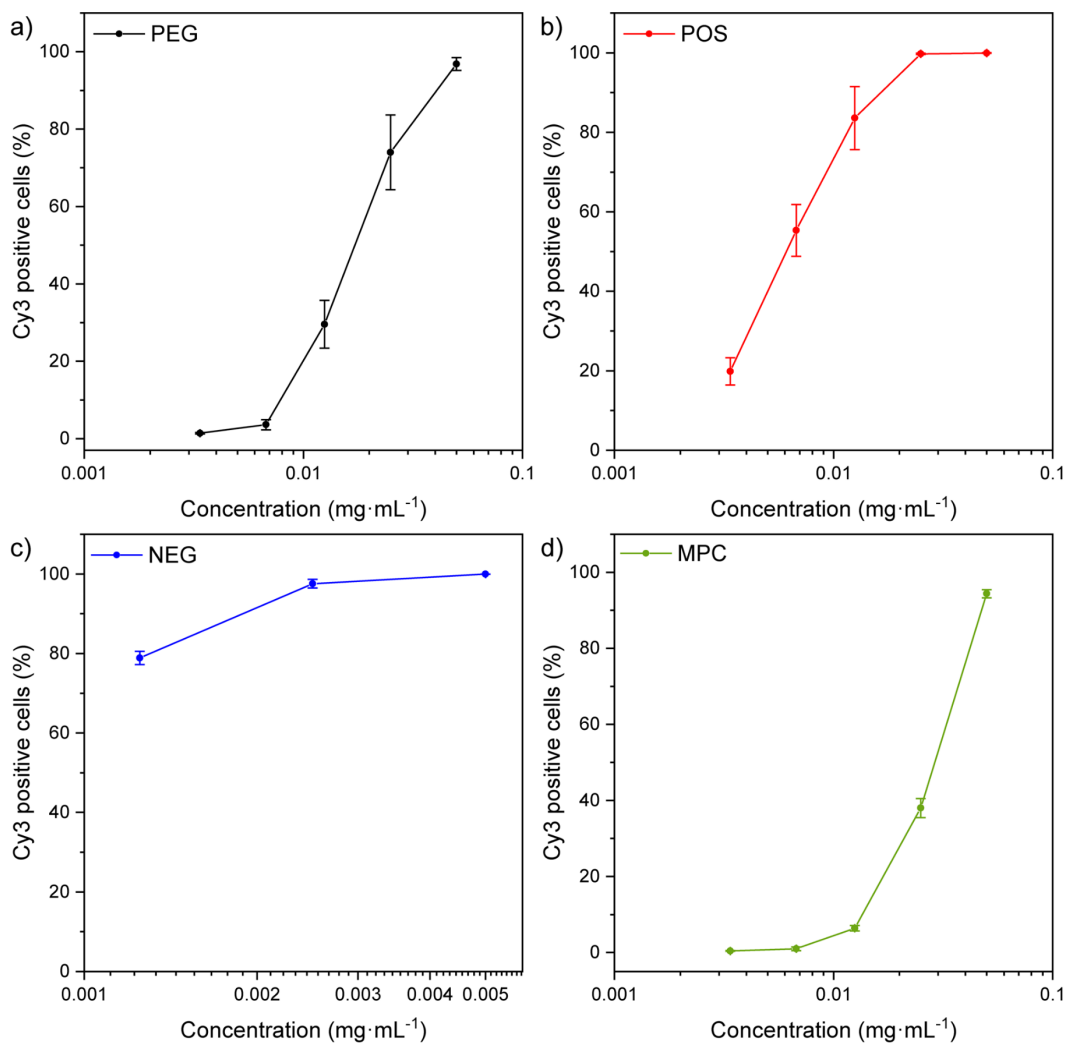 a)
PEG
100
80
60
40
20
0
Cy3 positive cells (%)
0.001
0.01
0.1
Concentration (mg·mL⁻¹)
b)
POS
100
80
60
40
20
0
Cy3 positive cells (%)
0.001
0.01
0.1
Concentration (mg·mL⁻¹)
c)
NEG
100
80
60
40
20
0
Cy3 positive cells (%)
0.001
0.002
0.003
0.004
0.005
Concentration (mg·mL⁻¹)
d)
MPC
100
80
60
40
20
0
Cy3 positive cells (%)
0.001
0.01
0.1
Concentration (mg·mL⁻¹)